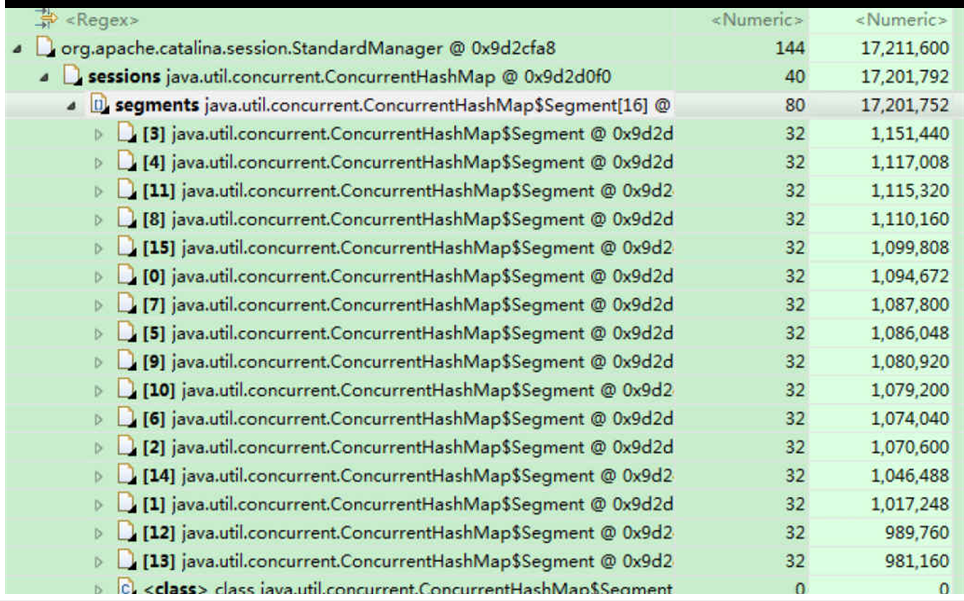 <Regex> <Numeric> <Numeric>
org.apache.catalina.session.StandardManager @ 0x9d2cfa8 144 17,211,600
sessions java.util.concurrent.ConcurrentHashMap @ 0x9d2d0f0 40 17,201,792
segments java.util.concurrent.ConcurrentHashMap$Segment[16] @ 80 17,201,752
[3] java.util.concurrent.ConcurrentHashMap$Segment @ 0x9d2d 32 1,151,440
[4] java.util.concurrent.ConcurrentHashMap$Segment @ 0x9d2d 32 1,117,008
[11] java.util.concurrent.ConcurrentHashMap$Segment @ 0x9d2 32 1,115,320
[8] java.util.concurrent.ConcurrentHashMap$Segment @ 0x9d2d 32 1,110,160
[15] java.util.concurrent.ConcurrentHashMap$Segment @ 0x9d2 32 1,099,808
[0] java.util.concurrent.ConcurrentHashMap$Segment @ 0x9d2d 32 1,094,672
[7] java.util.concurrent.ConcurrentHashMap$Segment @ 0x9d2d 32 1,087,800
[5] java.util.concurrent.ConcurrentHashMap$Segment @ 0x9d2d 32 1,086,048
[9] java.util.concurrent.ConcurrentHashMap$Segment @ 0x9d2d 32 1,080,920
[10] java.util.concurrent.ConcurrentHashMap$Segment @ 0x9d2 32 1,079,200
[6] java.util.concurrent.ConcurrentHashMap$Segment @ 0x9d2d 32 1,074,040
[2] java.util.concurrent.ConcurrentHashMap$Segment @ 0x9d2d 32 1,070,600
[14] java.util.concurrent.ConcurrentHashMap$Segment @ 0x9d2 32 1,046,488
[1] java.util.concurrent.ConcurrentHashMap$Segment @ 0x9d2d 32 1,017,248
[12] java.util.concurrent.ConcurrentHashMap$Segment @ 0x9d2 32 989,760
[13] java.util.concurrent.ConcurrentHashMap$Segment @ 0x9d2 32 981,160
<class> class java.util.concurrent.ConcurrentHashMap$Segment 0 0